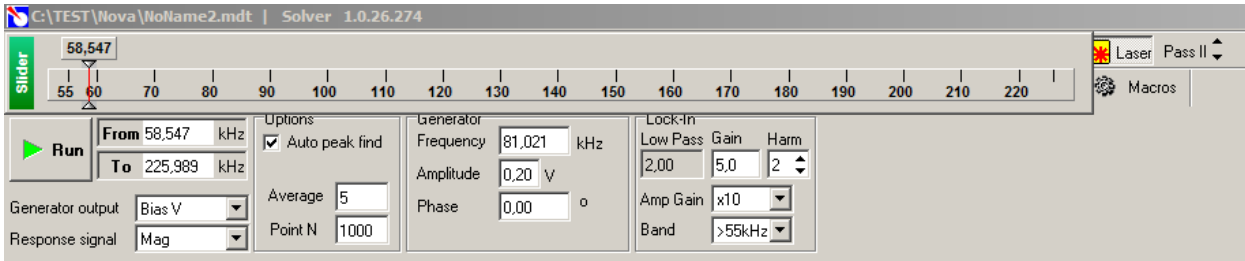 C:\TEST\Nova\NoName2.mdt | Solver 1.0.26.274
Slider
58,547
55 60 70 80 90 100 110 120 130 140 150 160 170 180 190 200 210 220
Laser Pass II
Macros
Run
From 58,547 kHz
To 225,989 kHz
Generator output Bias V
Response signal Mag
Options
Auto peak find
Average 5
Point N 1000
Generator
Frequency 81,021 kHz
Amplitude 0,20 V
Phase 0,00 °
Lock-In
Low Pass Gain Harm
2,00 5,0 2
Amp Gain x10
Band >55kHz